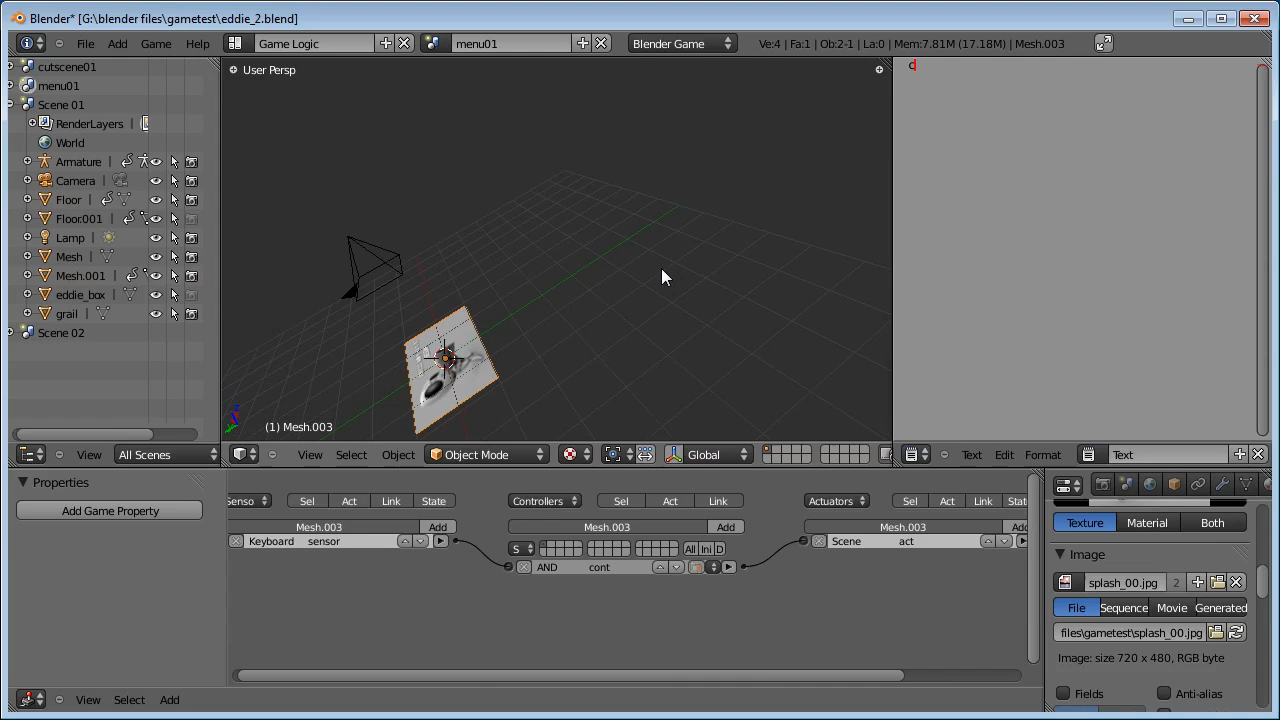 Blender* [G:\blender files\gametest\eddie_2.blend]
File Add Game Help Game Logic menu01 Blender Game Ve:4 | Fa:1 | Ob:2-1 | La:0 | Mem:7.81M (17.18M) | Mesh.003
cutscene01
menu01
Scene 01
RenderLayers |
World
Armature |
Camera |
Floor |
Floor.001 |
Lamp |
Mesh |
Mesh.001 |
eddie_box |
grail |
Scene 02
User Persp
(1) Mesh.003
c
View All Scenes
View Select Object Object Mode Global
View Edit Format Text
Properties
Add Game Property
Senso Sel Act Link State
Mesh.003 Add
Keyboard sensor
Controllers Sel Act Link
Mesh.003 Add
S All Ini D
AND cont
Actuators Sel Act Link Stat
Mesh.003 Add
Scene act
Texture Material Both
Image
splash_00.jpg 2
File Sequence Movie Generated
files\gametest\splash_00.jpg
Image: size 720 x 480, RGB byte
Fields Anti-alias
View Select Add